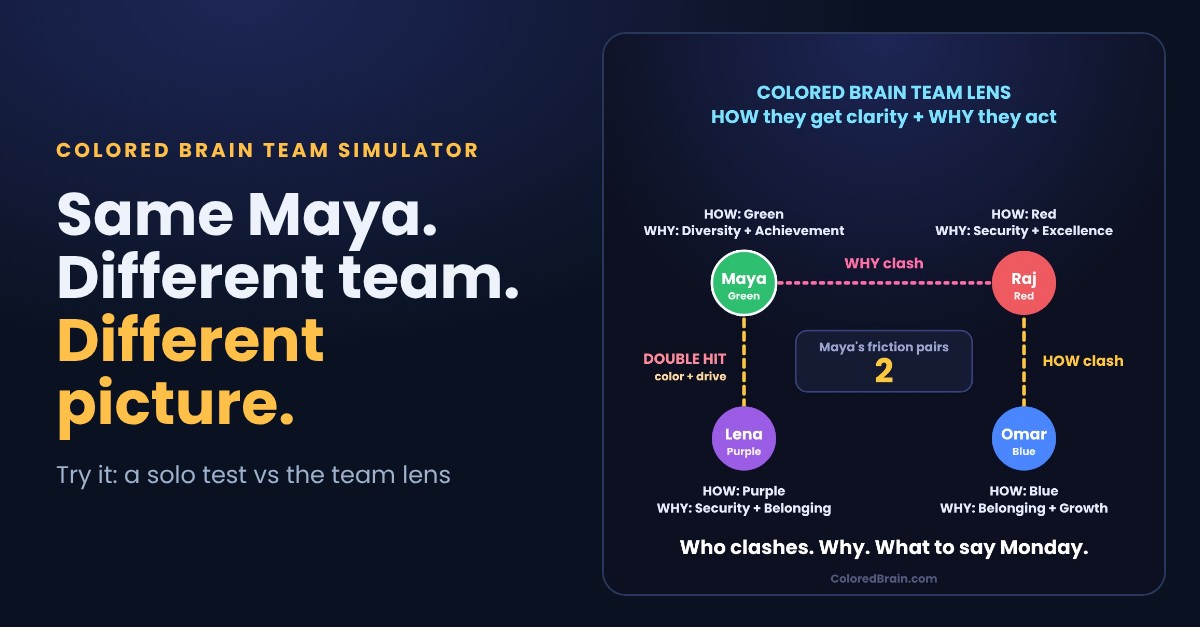 COLORED BRAIN TEAM SIMULATOR
Same Maya.
Different team.
Different
picture.
Try it: a solo test vs the team lens
COLORED BRAIN TEAM LENS
HOW they get clarity + WHY they act
HOW: Green
WHY: Diversity + Achievement
HOW: Red
WHY: Security + Excellence
Maya
Green
WHY clash
Raj
Red
DOUBLE HIT
color + drive
Maya's friction pairs
2
HOW clash
Lena
Purple
Omar
Blue
HOW: Purple
WHY: Security + Belonging
HOW: Blue
WHY: Belonging + Growth
Who clashes. Why. What to say Monday.
ColoredBrain.com